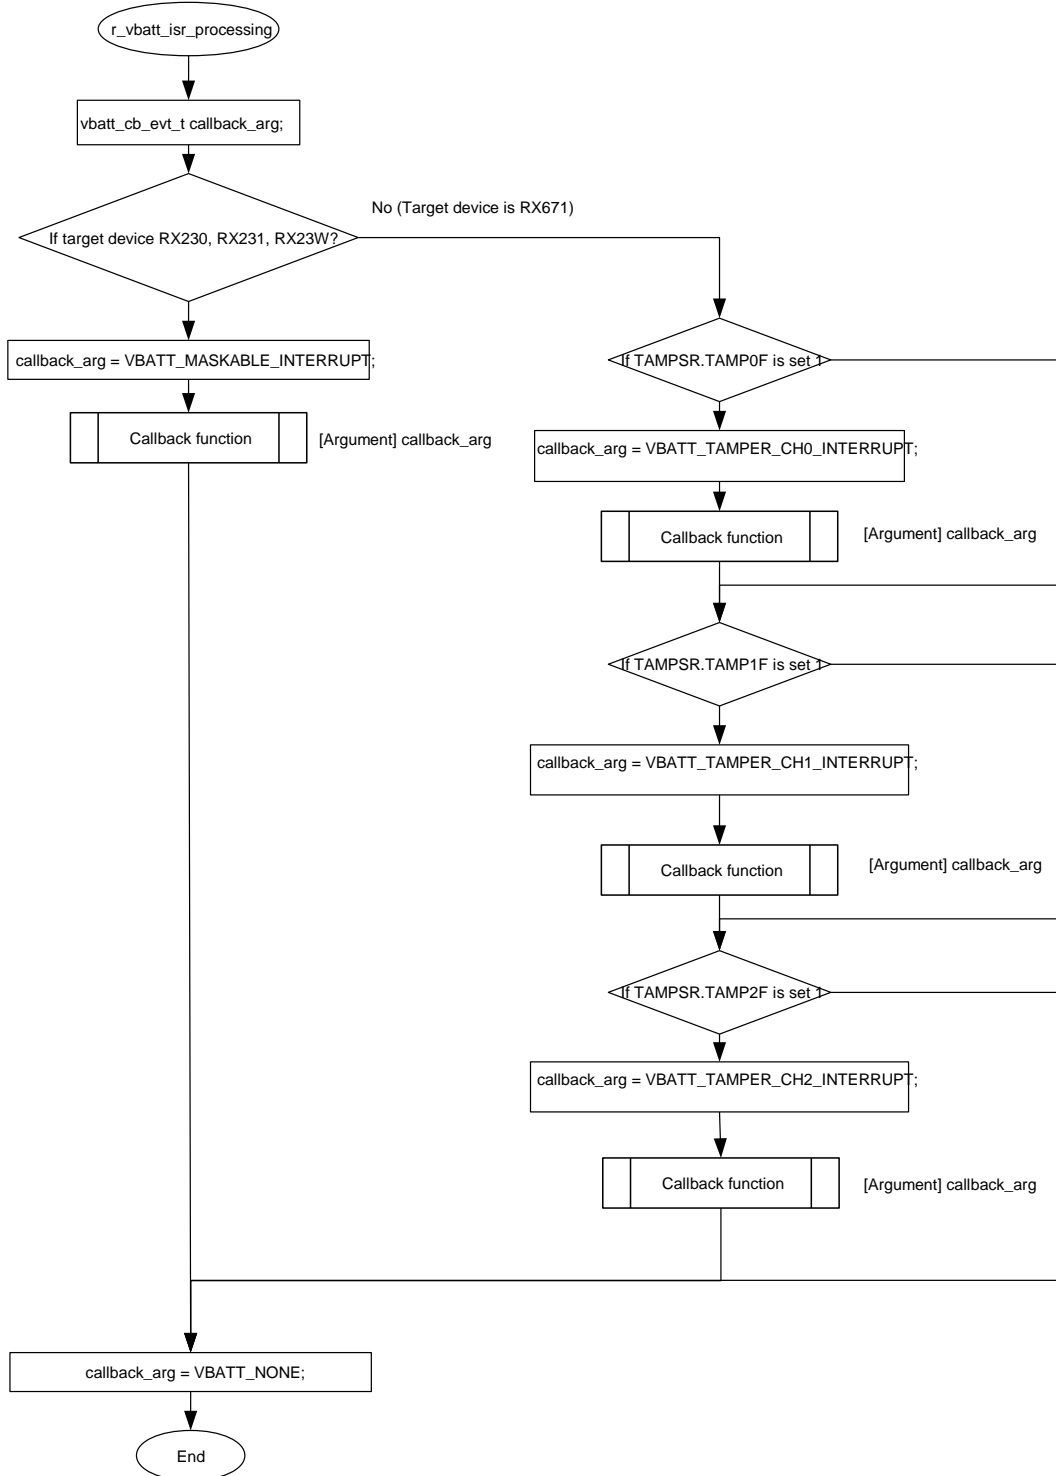 r_vbatt_isr_processing
vbatt_cb_evt_t callback_arg;
No (Target device is RX671)
If target device RX230, RX231, RX23W?
callback_arg = VBATT_MASKABLE_INTERRUPT;
Callback function
[Argument] callback_arg
If TAMPSR.TAMP0F is set 1
callback_arg = VBATT_TAMPER_CH0_INTERRUPT;
Callback function
[Argument] callback_arg
If TAMPSR.TAMP1F is set 1
callback_arg = VBATT_TAMPER_CH1_INTERRUPT;
Callback function
[Argument] callback_arg
If TAMPSR.TAMP2F is set 1
callback_arg = VBATT_TAMPER_CH2_INTERRUPT;
Callback function
[Argument] callback_arg
callback_arg = VBATT_NONE;
End